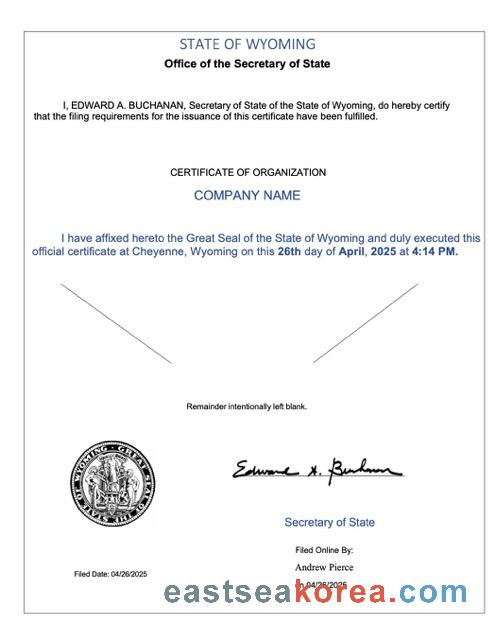 STATE OF WYOMING
Office of the Secretary of State
I, EDWARD A. BUCHANAN, Secretary of State of the State of Wyoming, do hereby certify
that the filing requirements for the issuance of this certificate have been fulfilled.
CERTIFICATE OF ORGANIZATION
COMPANY NAME
I have affixed hereto the Great Seal of the State of Wyoming and duly executed this
official certificate at Cheyenne, Wyoming on this 26th day of April, 2025 at 4:14 PM.
Remainder intentionally left blank.
GREAT SEAL OF THE STATE OF WYOMING
Edward A. Buchanan
Secretary of State
Filed Online By:
Andrew Pierce
on 04/26/2025
Filed Date: 04/26/2025
eastseakorea.com